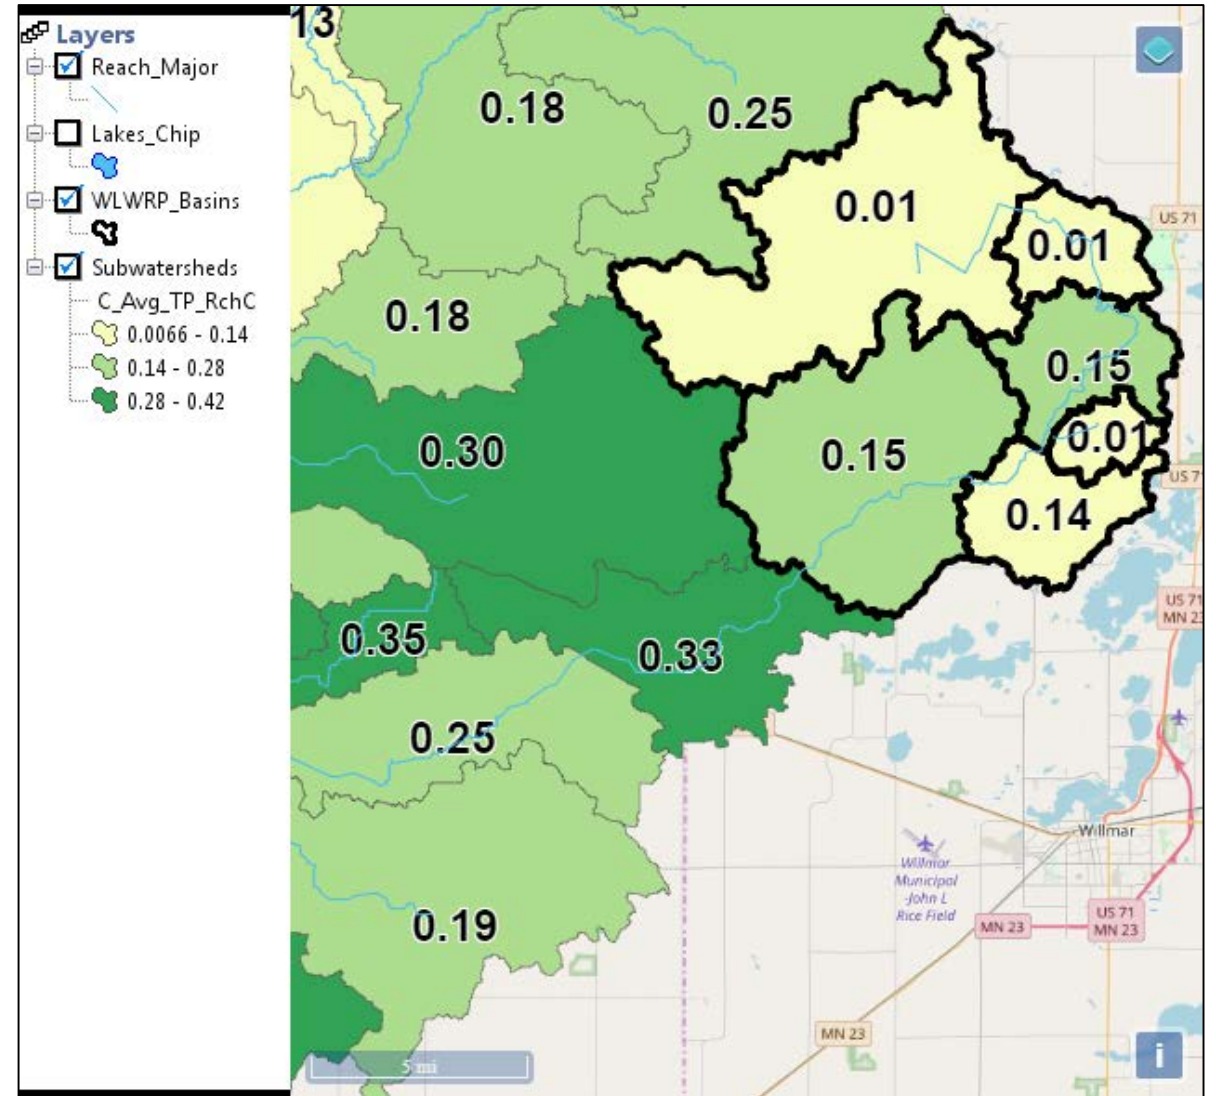 Layers
Reach_Major
Lakes_Chip
WLWRP_Basins
Subwatersheds
C_Avg_TP_RchC
0.0066 - 0.14
0.14 - 0.28
0.28 - 0.42
13
0.18
0.25
0.01
0.01
US 71
0.18
0.15
0.30
0.15
0.01
US 7
0.14
US 71
MN 23
0.35
0.33
0.25
Willmar
Willmar
Municipal
-John L
Rice Field
0.19
MN 23
US 71
MN 23
MN 23
5 mi
i